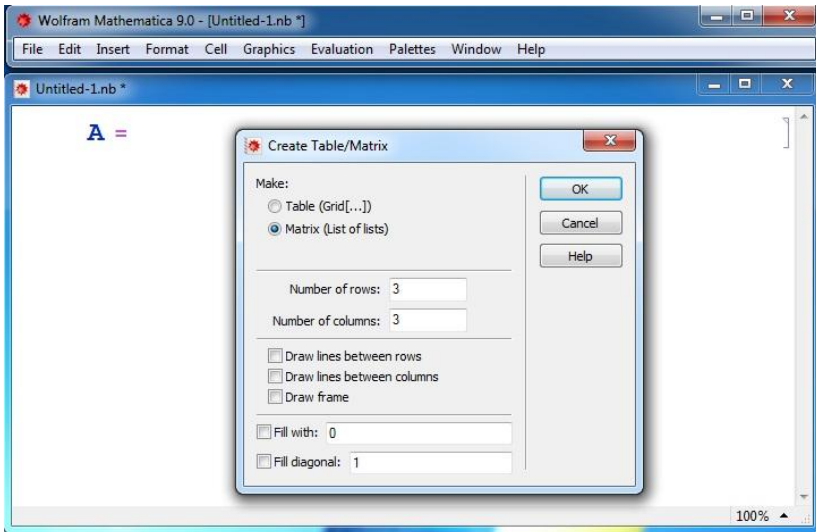 Wolfram Mathematica 9.0 - [Untitled-1.nb *]
File Edit Insert Format Cell Graphics Evaluation Palettes Window Help
Untitled-1.nb *
A =
Create Table/Matrix
Make:
Table (Grid[...])
Matrix (List of lists)
Number of rows: 3
Number of columns: 3
Draw lines between rows
Draw lines between columns
Draw frame
Fill with: 0
Fill diagonal: 1
OK
Cancel
Help
100%